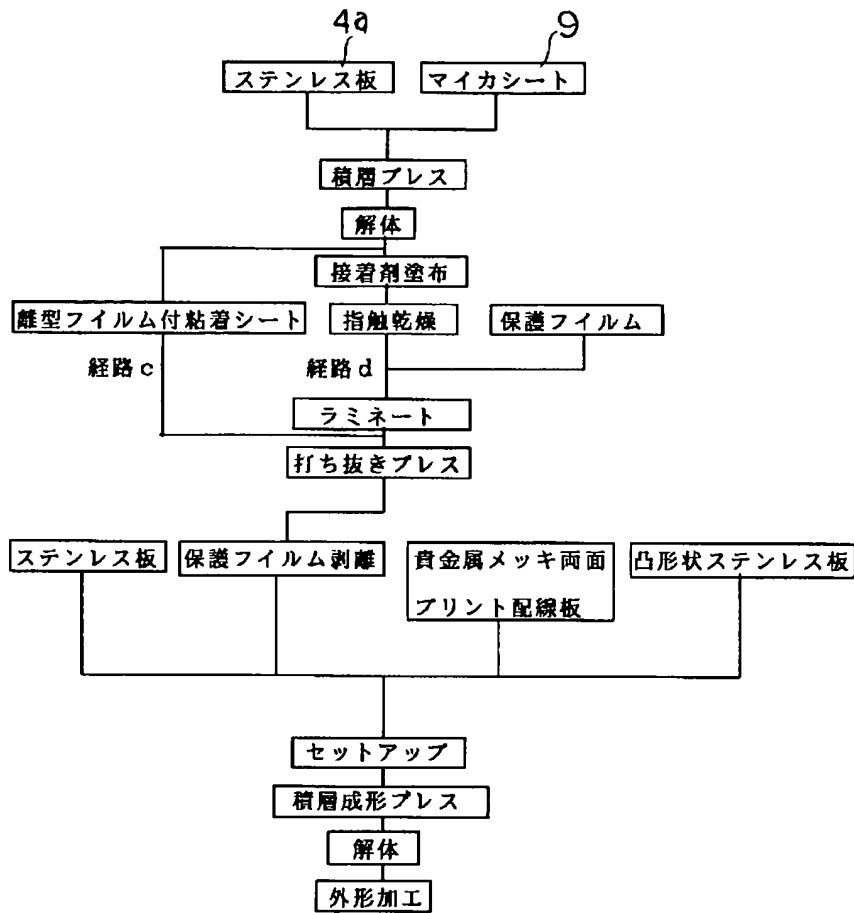 4a
9
ステンレス板
マイカシート
積層プレス
解体
接着剤塗布
離型フイルム付粘着シート
指触乾燥
保護フイルム
経路c
経路d
ラミネート
打ち抜きプレス
ステンレス板
保護フイルム剥離
貴金属メッキ両面
プリント配線板
凸形状ステンレス板
セットアップ
積層成形プレス
解体
外形加工